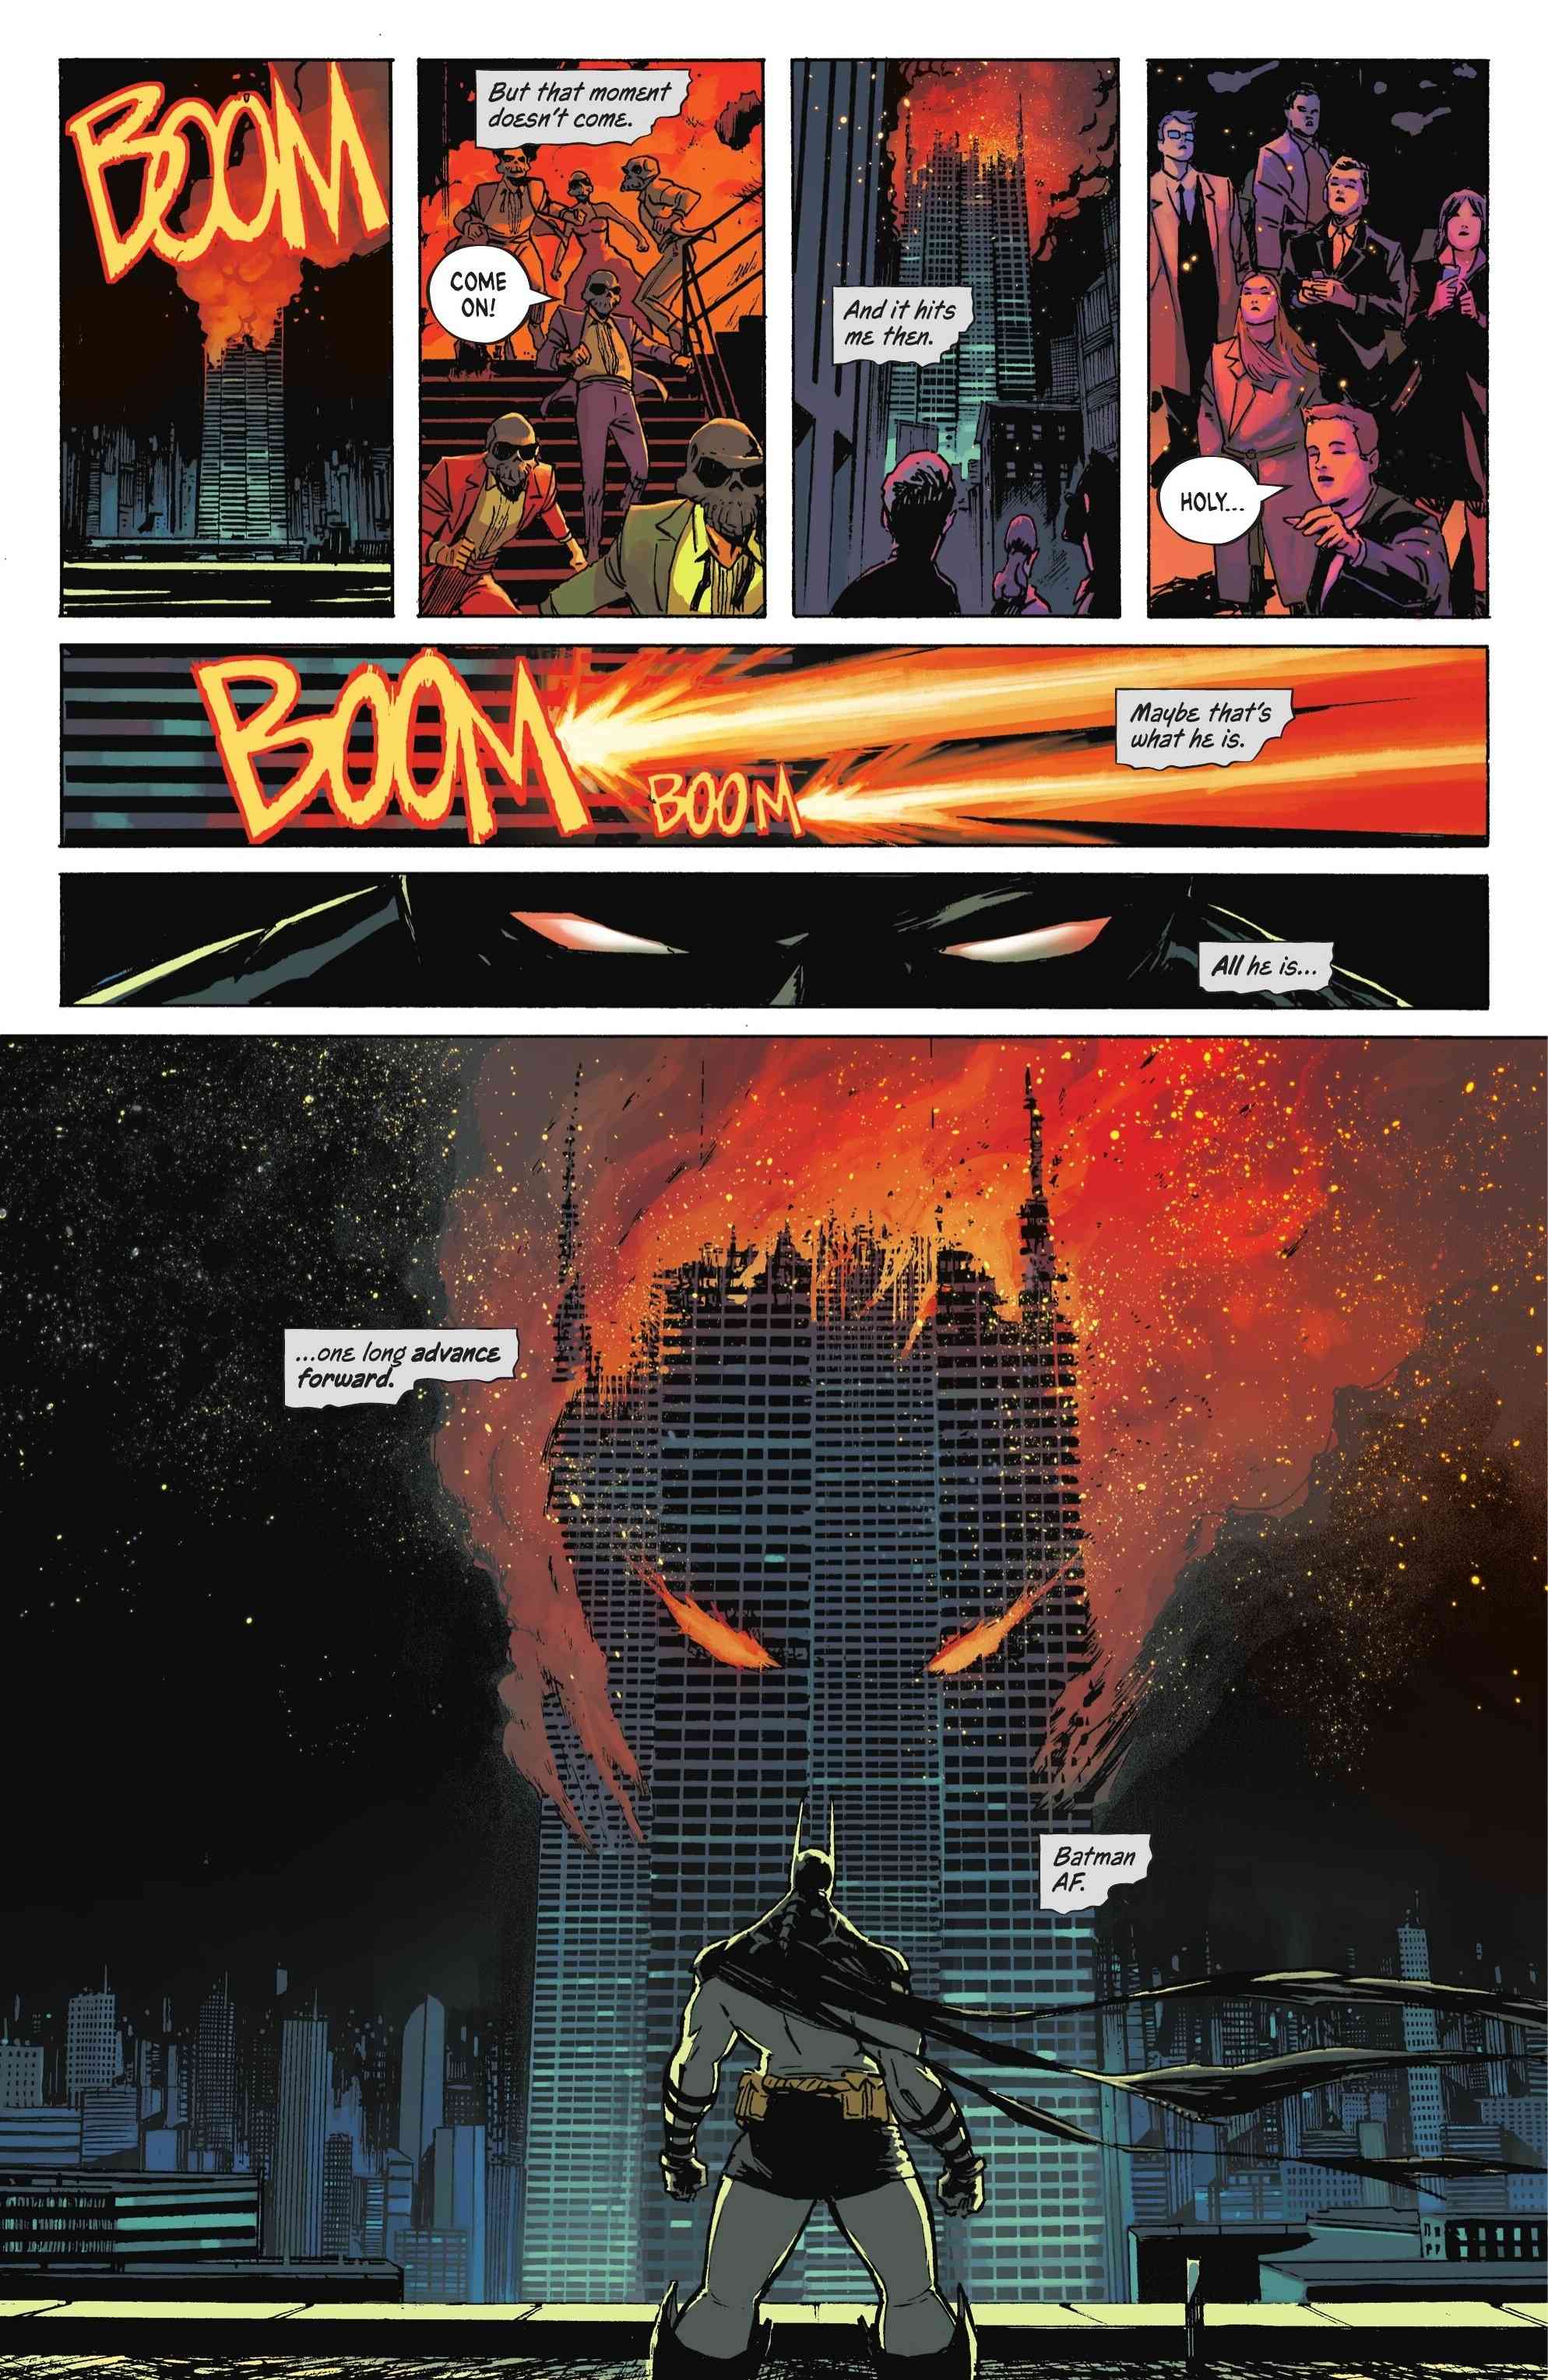 BOOM
But that moment
doesn't come.
COME
ON!
And it hits
me then.
HOLY...
BOOM
BOOM
Maybe that's
what he is.
All he is...
...one long advance
forward.
Batman
AF.